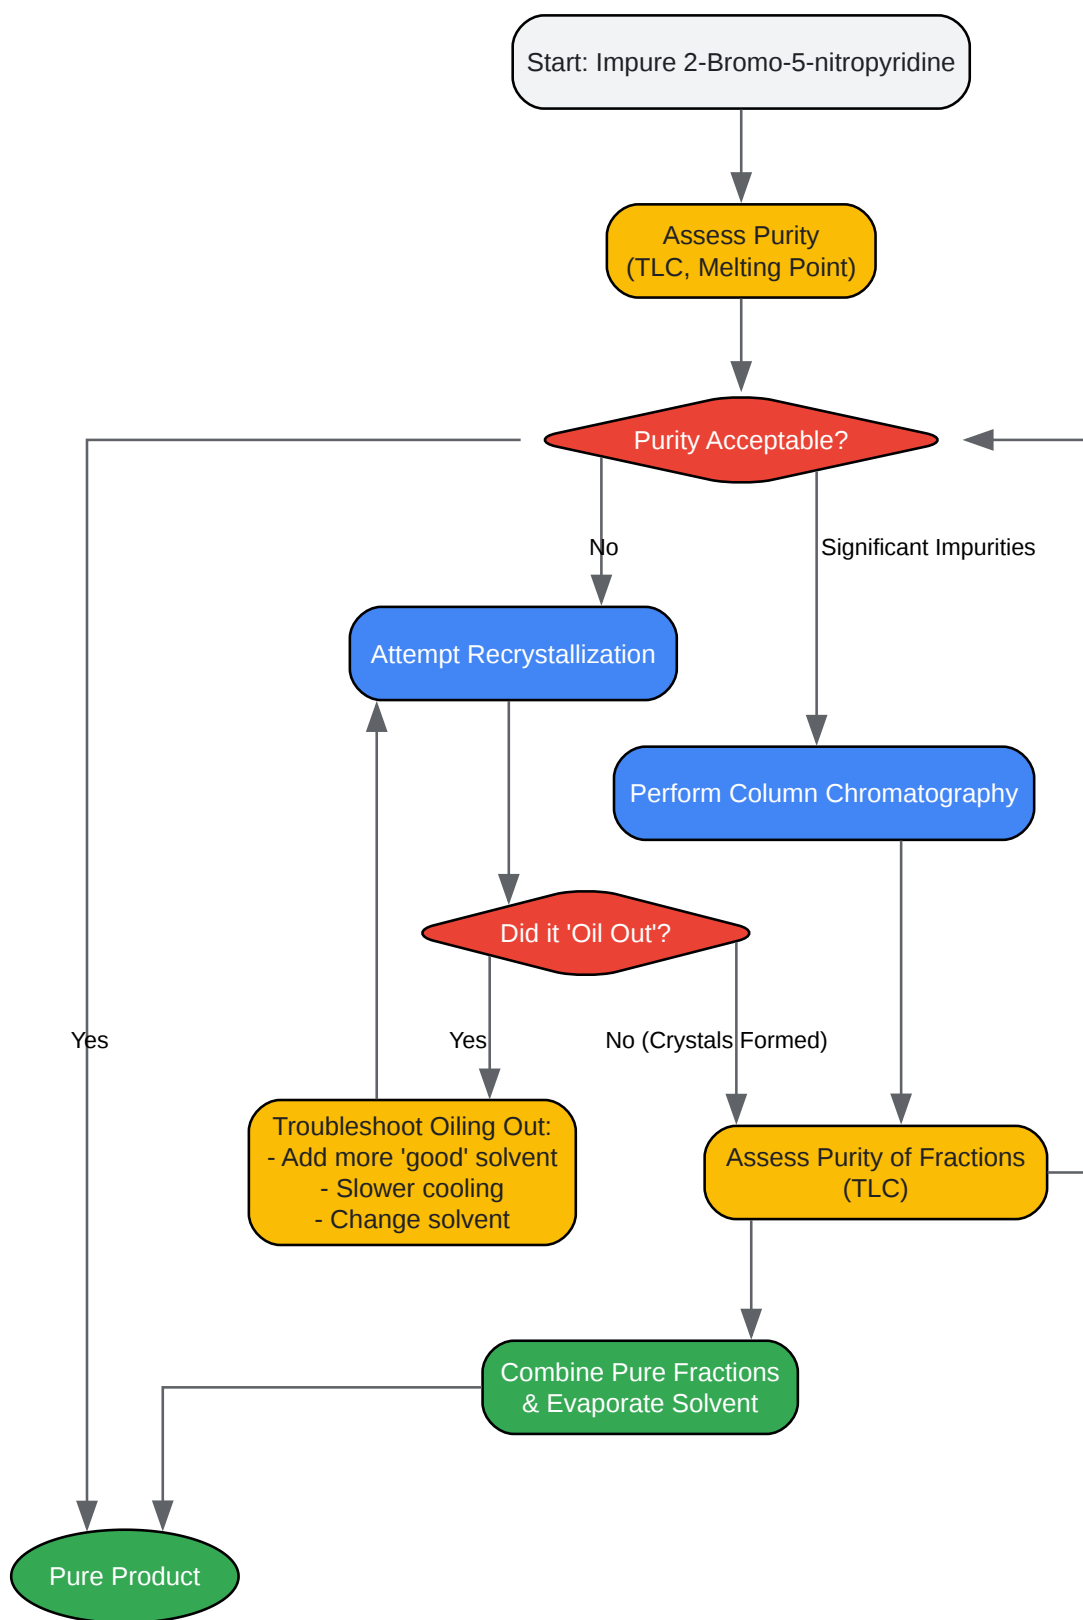 Start: Impure 2-Bromo-5-nitropyridine
Assess Purity
(TLC, Melting Point)
Purity Acceptable?
No
Significant Impurities
Attempt Recrystallization
Perform Column Chromatography
Did it 'Oil Out'?
Yes
Yes
No (Crystals Formed)
Troubleshoot Oiling Out:
- Add more 'good' solvent
- Slower cooling
- Change solvent
Assess Purity of Fractions
(TLC)
Combine Pure Fractions
& Evaporate Solvent
Pure Product